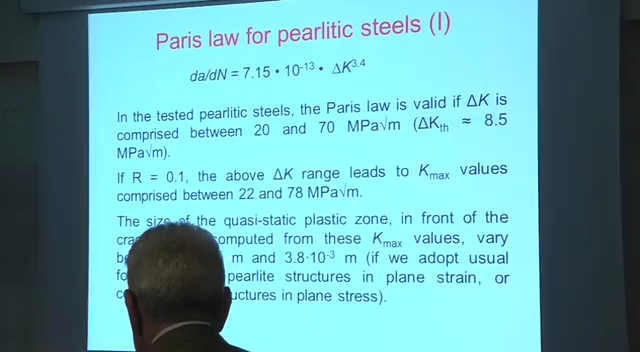 Paris law for pearlitic steels (I)
da/dN = 7.15 • 10⁻¹³ • ΔK³·⁴
In the tested pearlitic steels, the Paris law is valid if ΔK is
comprised between 20 and 70 MPa√m (ΔKth ≈ 8.5
MPa√m).
If R = 0.1, the above ΔK range leads to Kmax values
comprised between 22 and 78 MPa√m.
The size of the quasi-static plastic zone, in front of the
computed from these Kmax values, vary
m and 3.8·10⁻³ m (if we adopt usual
pearlite structures in plane strain, or
structures in plane stress).